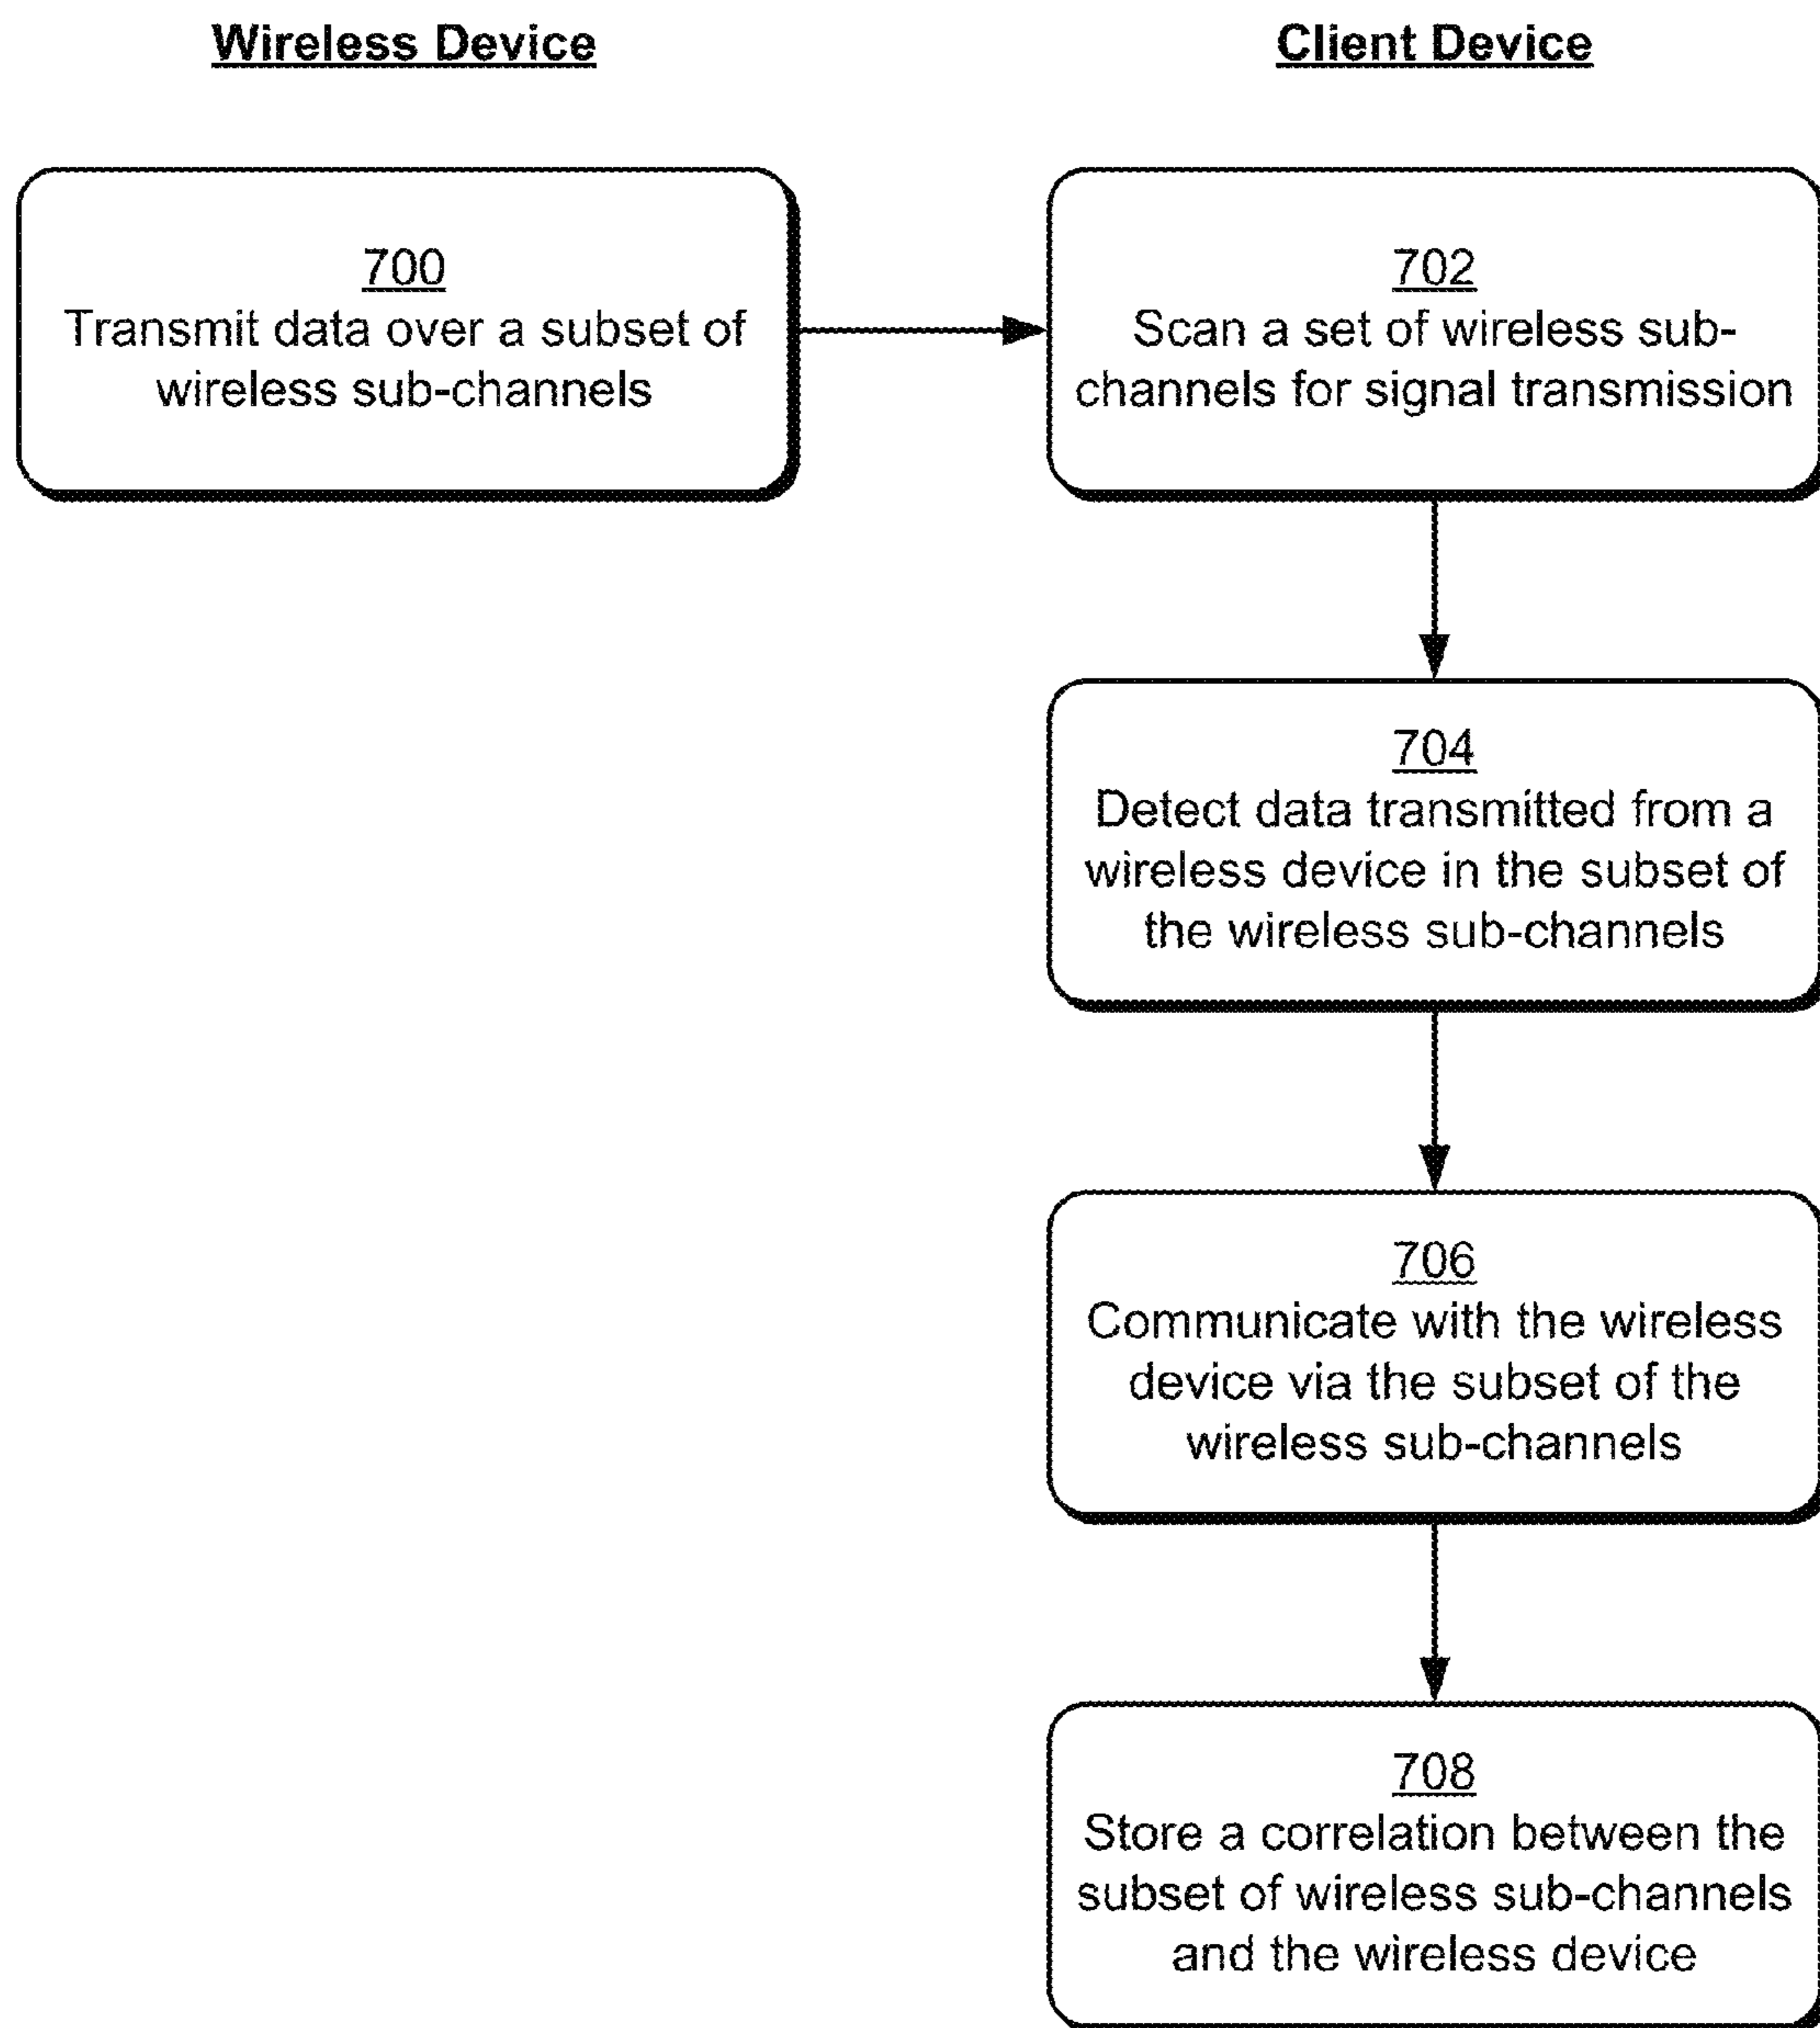 Wireless Device
Client Device
700
Transmit data over a subset of
wireless sub-channels
702
Scan a set of wireless sub-
channels for signal transmission
704
Detect data transmitted from a
wireless device in the subset of
the wireless sub-channels
706
Communicate with the wireless
device via the subset of the
wireless sub-channels
708
Store a correlation between the
subset of wireless sub-channels
and the wireless device